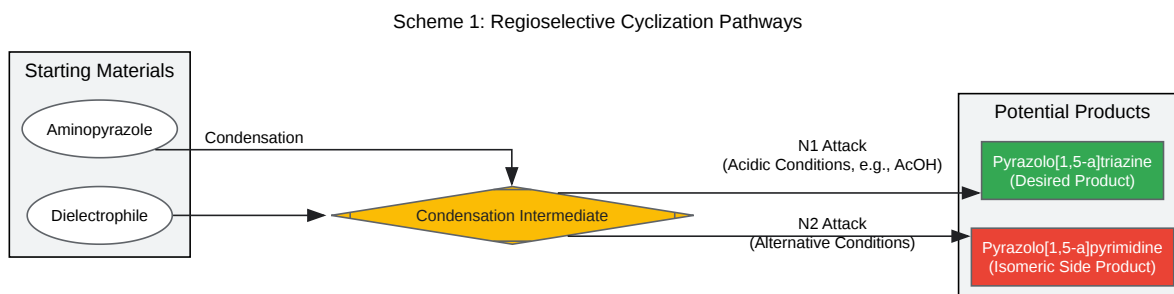 Scheme 1: Regioselective Cyclization Pathways
Starting Materials
Aminopyrazole
Dielectrophile
Condensation
Condensation Intermediate
N1 Attack
(Acidic Conditions, e.g., AcOH)
N2 Attack
(Alternative Conditions)
Potential Products
Pyrazolo[1,5-a]triazine
(Desired Product)
Pyrazolo[1,5-a]pyrimidine
(Isomeric Side Product)